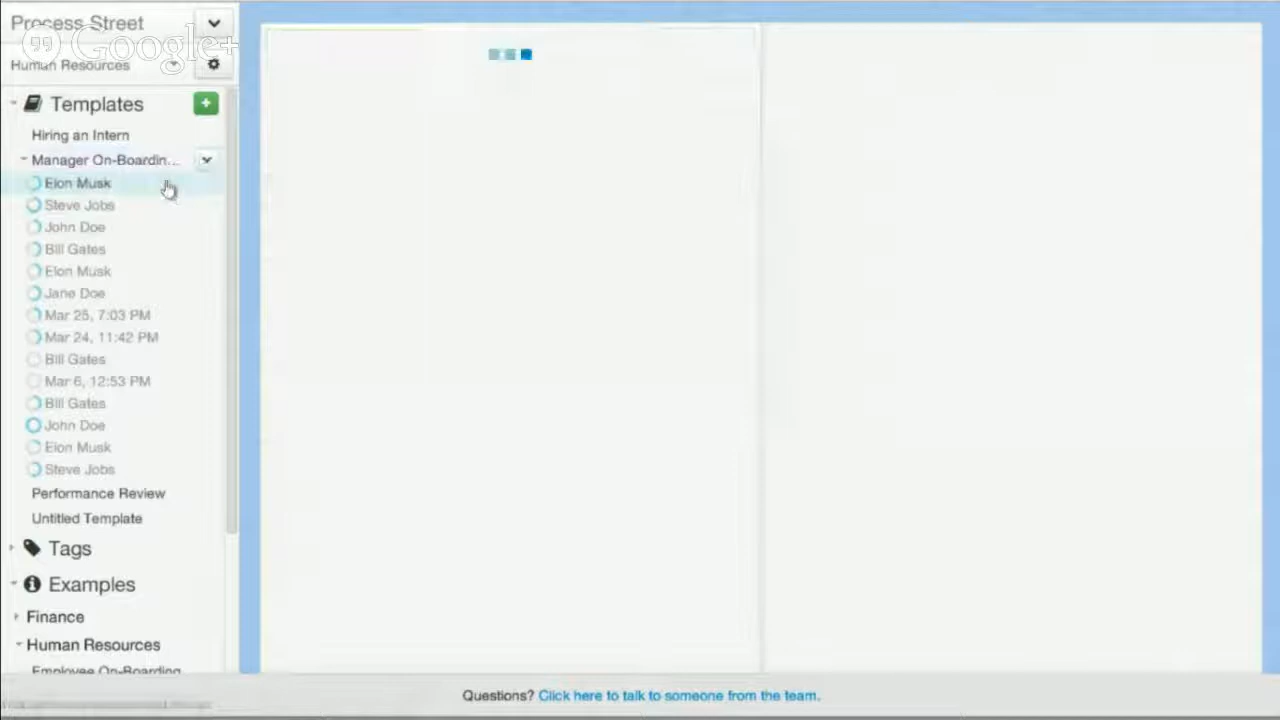 Process Street
Google+
Human Resources
Templates
Hiring an Intern
Manager On-Boardin...
Elon Musk
Steve Jobs
John Doe
Bill Gates
Elon Musk
Jane Doe
Mar 25, 7:03 PM
Mar 24, 11:42 PM
Bill Gates
Mar 6, 12:53 PM
Bill Gates
John Doe
Elon Musk
Steve Jobs
Performance Review
Untitled Template
Tags
Examples
Finance
Human Resources
Employee On-Boarding
Questions? Click here to talk to someone from the team.